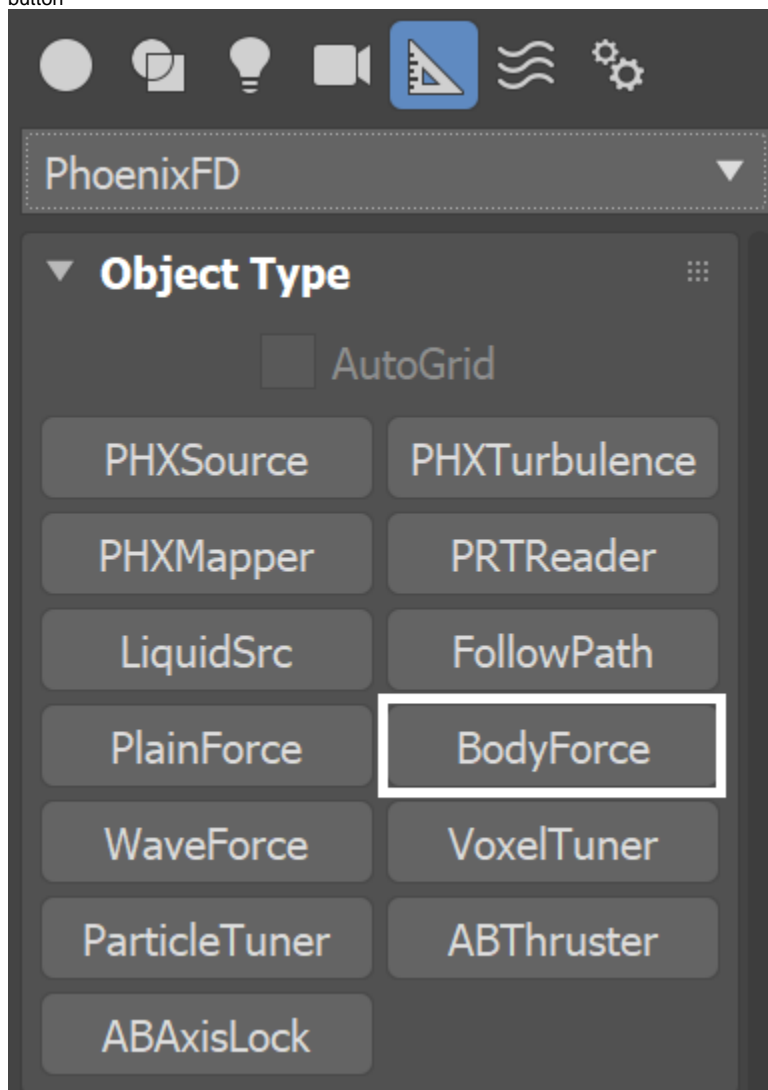 button
PhoenixFD
Object Type
AutoGrid
PHXSource PHXTurbulence
PHXMapper PRTReader
LiquidSrc FollowPath
PlainForce BodyForce
WaveForce VoxelTuner
ParticleTuner ABThruster
ABAxisLock